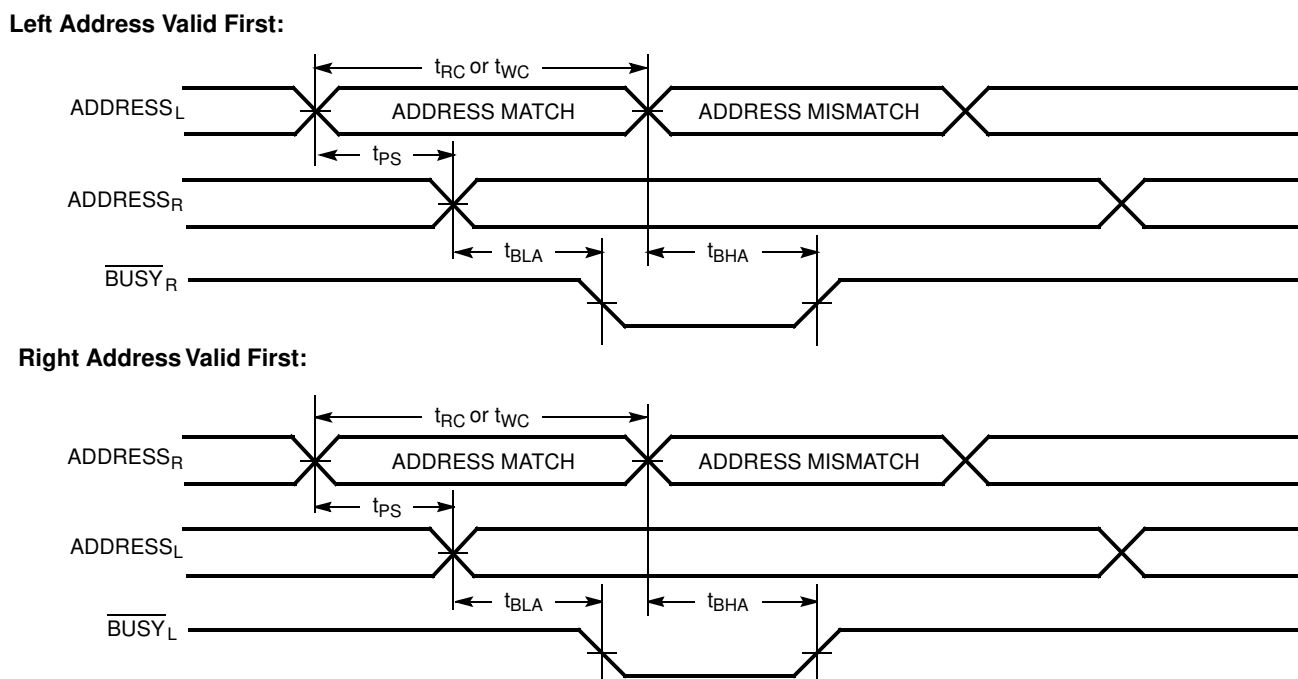 Left Address Valid First:
tRC or tWC
ADDRESSL
ADDRESS MATCH
ADDRESS MISMATCH
tPS
ADDRESSR
tBLA
tBHA
BUSYR
Right Address Valid First:
tRC or tWC
ADDRESSR
ADDRESS MATCH
ADDRESS MISMATCH
tPS
ADDRESSL
tBLA
tBHA
BUSYL